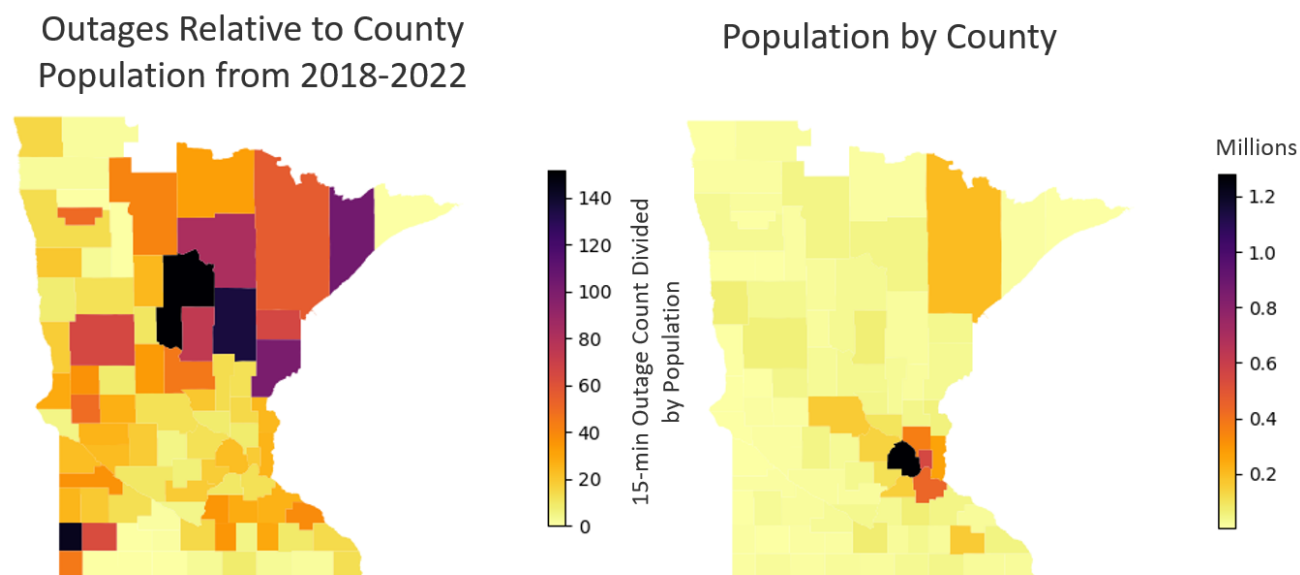 Outages Relative to County
Population from 2018-2022
140
120
100
80
60
40
20
0
15-min Outage Count Divided
by Population
Population by County
Millions
1.2
1.0
0.8
0.6
0.4
0.2